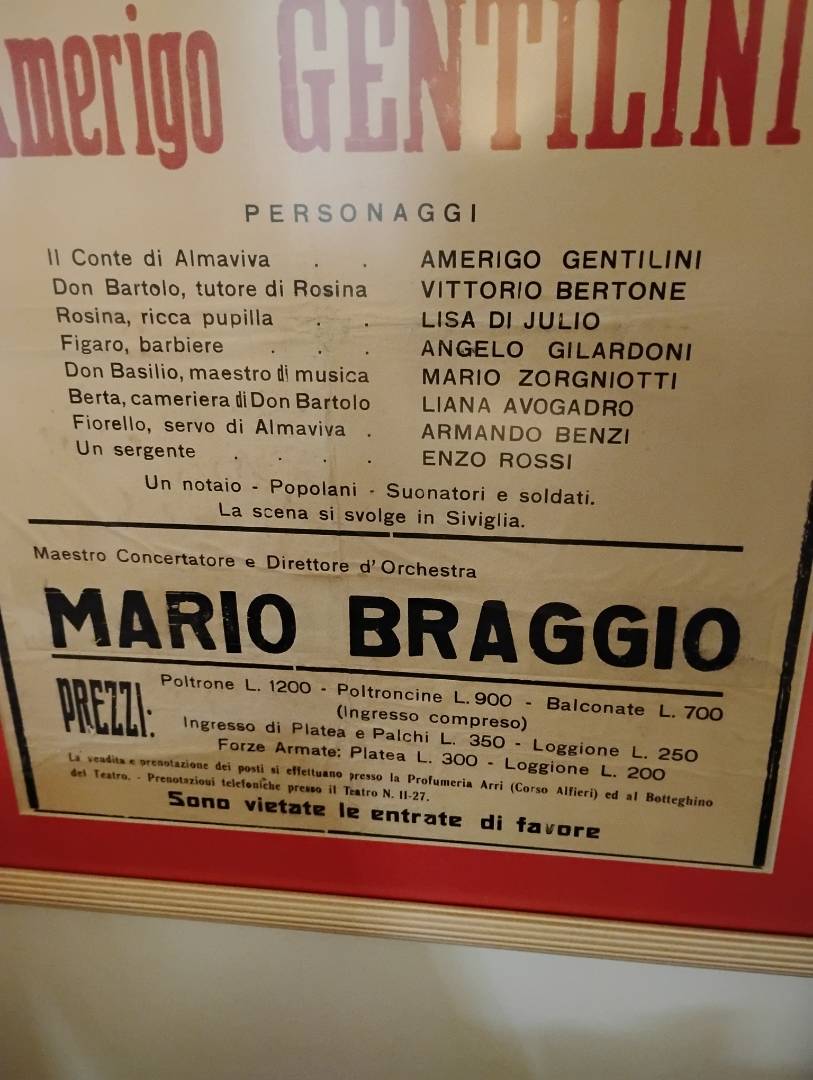 Amerigo GENTILINI
PERSONAGGI
Il Conte di Almaviva . . AMERIGO GENTILINI
Don Bartolo, tutore di Rosina VITTORIO BERTONE
Rosina, ricca pupilla . . LISA DI JULIO
Figaro, barbiere . . . ANGELO GILARDONI
Don Basilio, maestro di musica MARIO ZORGNIOTTI
Berta, cameriera di Don Bartolo LIANA AVOGADRO
Fiorello, servo di Almaviva . ARMANDO BENZI
Un sergente . . . . ENZO ROSSI
Un notaio - Popolani - Suonatori e soldati.
La scena si svolge in Siviglia.
Maestro Concertatore e Direttore d'Orchestra
MARIO BRAGGIO
PREZZI: Poltrone L. 1200 - Poltroncine L. 900 - Balconate L. 700
(Ingresso compreso)
Ingresso di Platea e Palchi L. 350 - Loggione L. 250
Forze Armate: Platea L. 300 - Loggione L. 200
La vendita e prenotazione dei posti si effettuano presso la Profumeria Arri (Corso Alfieri) ed al Botteghino
del Teatro. - Prenotazioni telefoniche presso il Teatro N. 11-27.
Sono vietate le entrate di favore